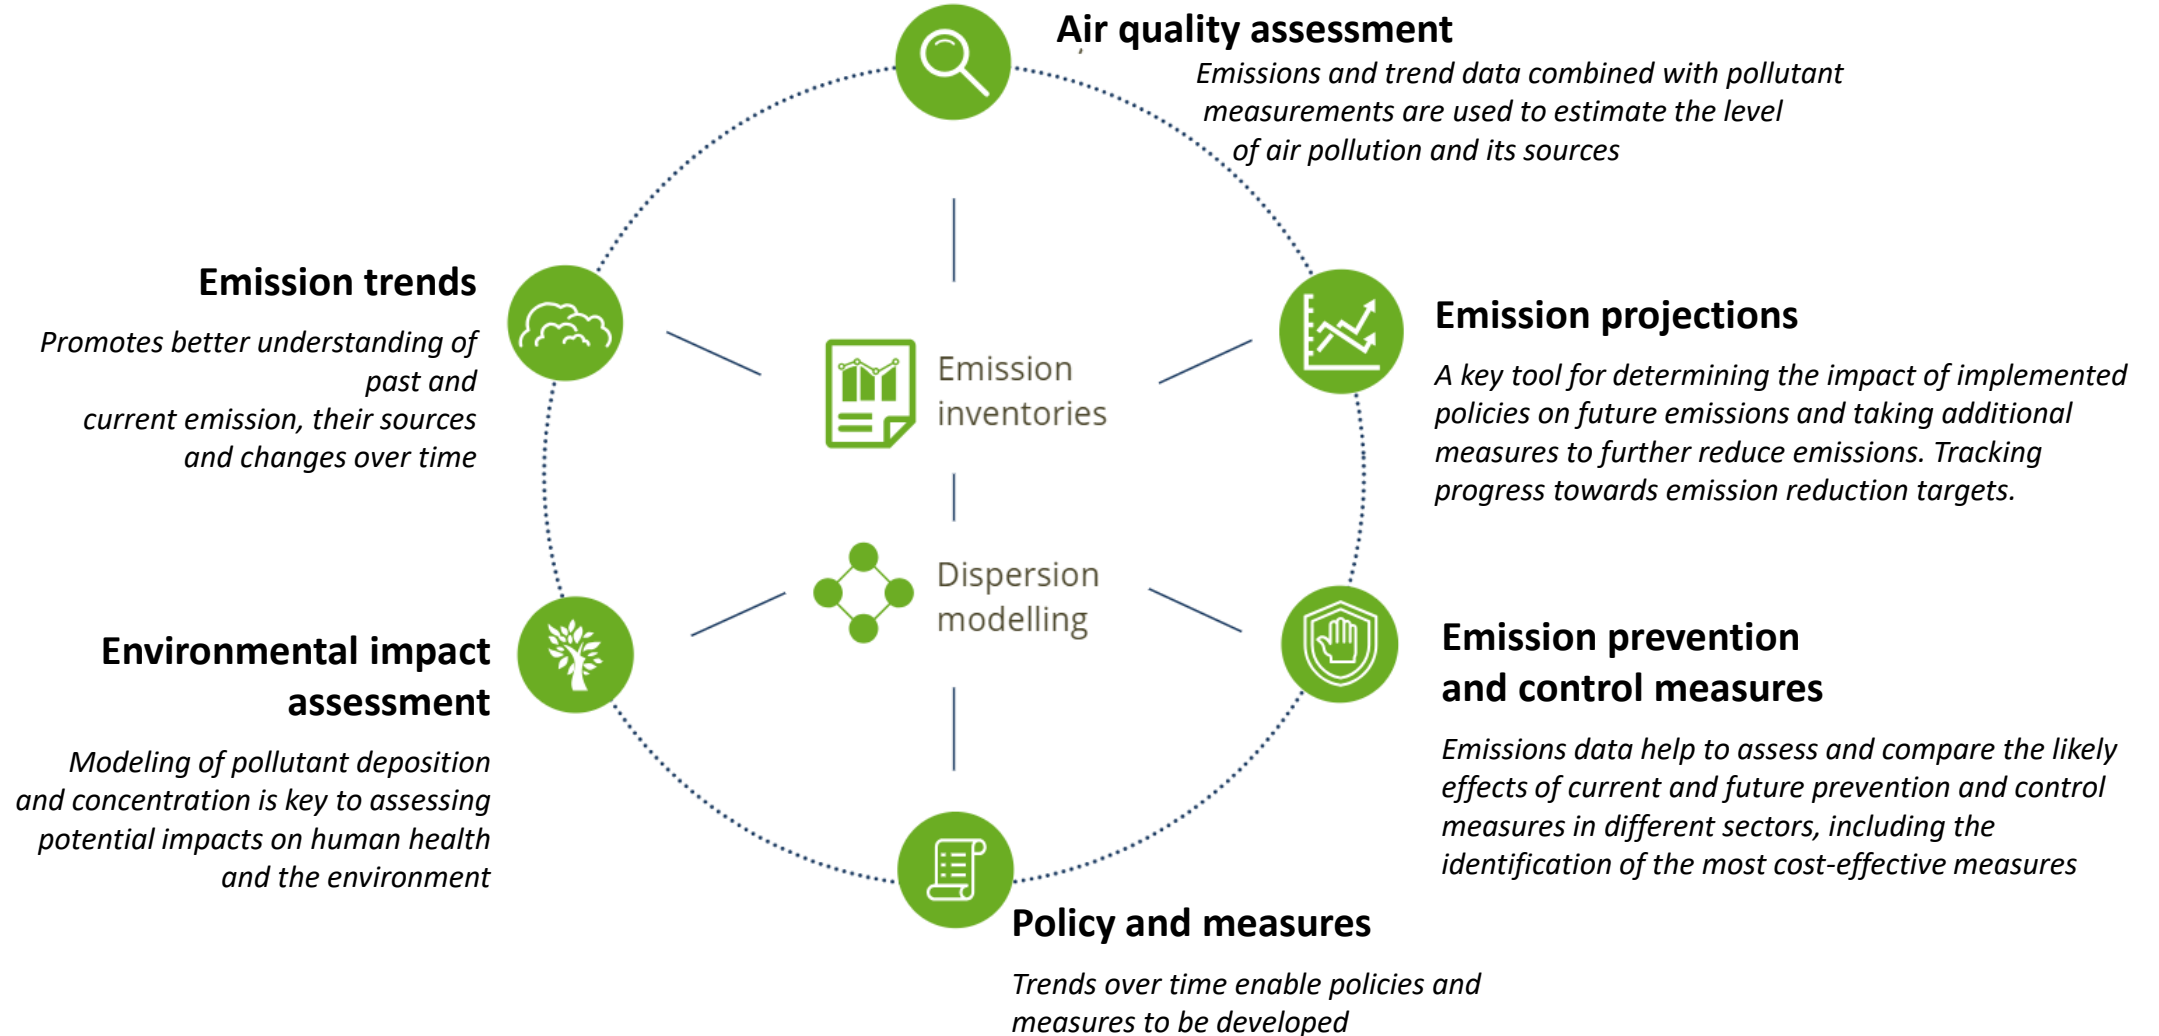 Air quality assessment
Emissions and trend data combined with pollutant
measurements are used to estimate the level
of air pollution and its sources
Emission trends
Promotes better understanding of
past and
current emission, their sources
and changes over time
Emission
inventories
Emission projections
A key tool for determining the impact of implemented
policies on future emissions and taking additional
measures to further reduce emissions. Tracking
progress towards emission reduction targets.
Dispersion
modelling
Environmental impact
assessment
Modeling of pollutant deposition
and concentration is key to assessing
potential impacts on human health
and the environment
Emission prevention
and control measures
Emissions data help to assess and compare the likely
effects of current and future prevention and control
measures in different sectors, including the
identification of the most cost-effective measures
Policy and measures
Trends over time enable policies and
measures to be developed